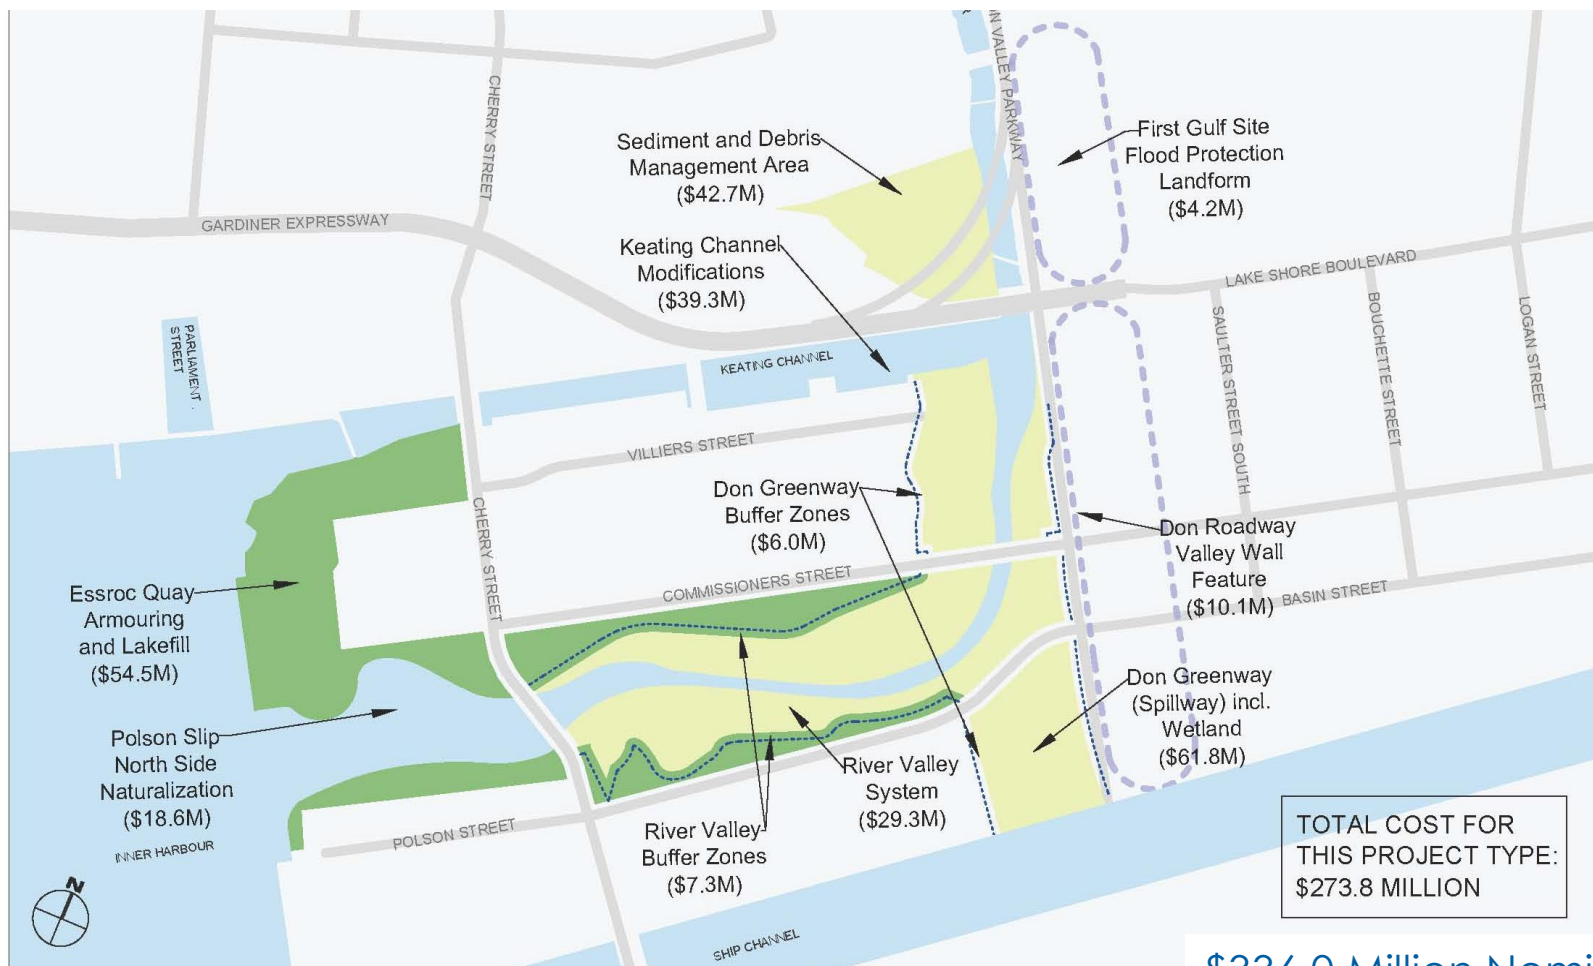 CHERRY STREET
N VALLEY PARKWAY
Sediment and Debris
Management Area
($42.7M)
First Gulf Site
Flood Protection
Landform
($4.2M)
GARDINER EXPRESSWAY
Keating Channel
Modifications
($39.3M)
LAKE SHORE BOULEVARD
PARLIAMENT
STREET
KEATING CHANNEL
SAULTER STREET SOUTH
BOUCHETTE STREET
LOGAN STREET
VILLIERS STREET
Don Greenway
Buffer Zones
($6.0M)
CHERRY STREET
Don Roadway
Valley Wall
Feature
($10.1M)
COMMISSIONERS STREET
BASIN STREET
Essroc Quay
Armouring
and Lakefill
($54.5M)
Don Greenway
(Spillway) incl.
Wetland
($61.8M)
Polson Slip
North Side
Naturalization
($18.6M)
River Valley
System
($29.3M)
INNER HARBOUR
POLSON STREET
River Valley
Buffer Zones
($7.3M)
TOTAL COST FOR
THIS PROJECT TYPE:
$273.8 MILLION
N
SHIP CHANNEL